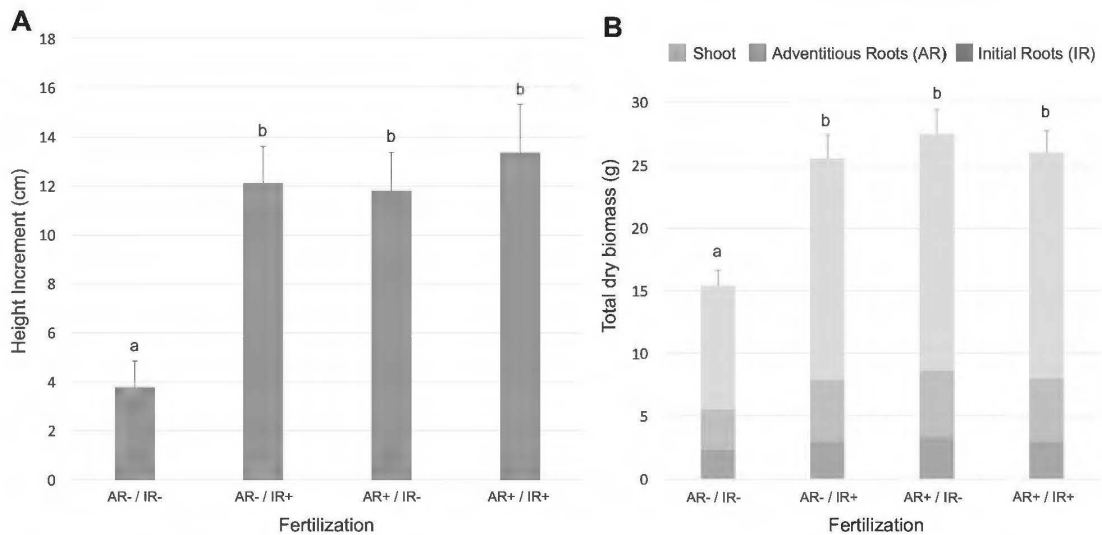 A
18
16
14
12
10
8
6
4
2
0
Height Increment (cm)
a
b
b
b
AR- / IR-
AR- / IR+
AR+ / IR-
AR+ / IR+
Fertilization
B
Shoot
Adventitious Roots (AR)
Initial Roots (IR)
30
25
20
15
10
5
0
Total dry biomass (g)
a
b
b
b
AR- / IR-
AR- / IR+
AR+ / IR-
AR+ / IR+
Fertilization